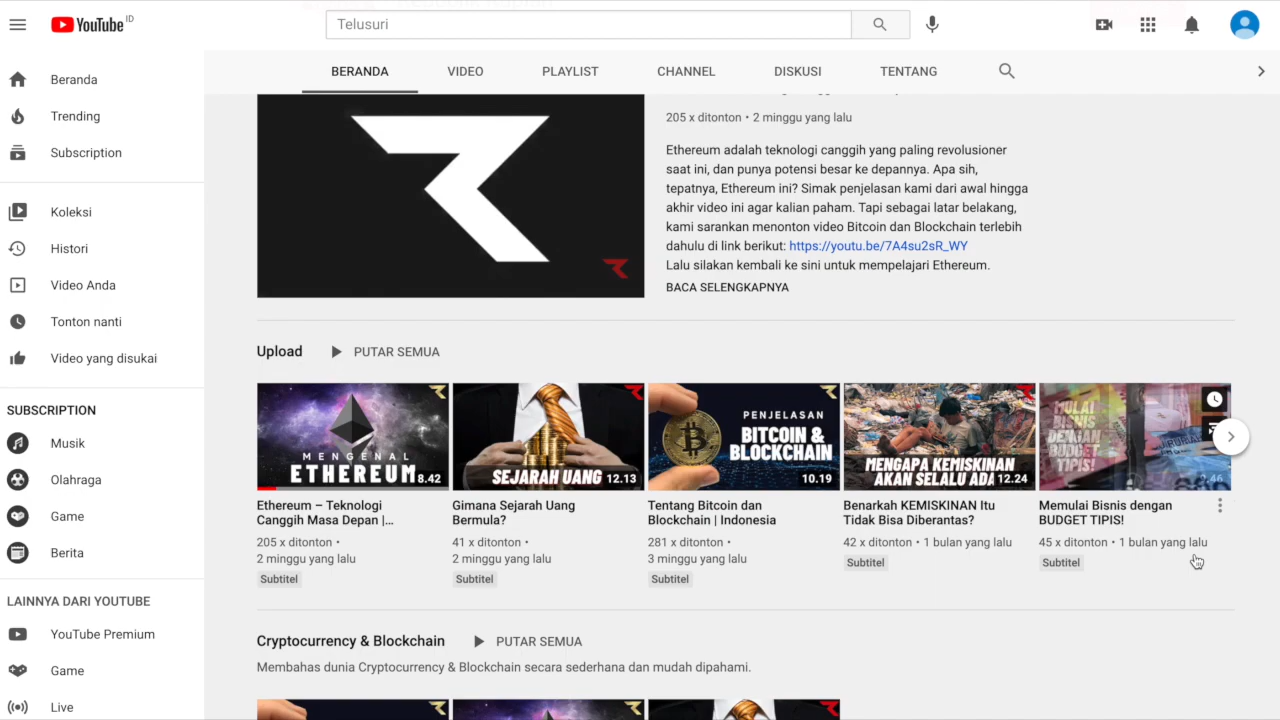 YouTube ID
Telusuri
Beranda
Trending
Subscription
Koleksi
Histori
Video Anda
Tonton nanti
Video yang disukai
SUBSCRIPTION
Musik
Olahraga
Game
Berita
LAINNYA DARI YOUTUBE
YouTube Premium
Game
Live
BERANDA
VIDEO
PLAYLIST
CHANNEL
DISKUSI
TENTANG
205 x ditonton • 2 minggu yang lalu
Ethereum adalah teknologi canggih yang paling revolusioner
saat ini, dan punya potensi besar ke depannya. Apa sih,
tepatnya, Ethereum ini? Simak penjelasan kami dari awal hingga
akhir video ini agar kalian paham. Tapi sebagai latar belakang,
kami sarankan menonton video Bitcoin dan Blockchain terlebih
dahulu di link berikut: https://youtu.be/7A4su2sR_WY
Lalu silakan kembali ke sini untuk mempelajari Ethereum.
BACA SELENGKAPNYA
Upload
PUTAR SEMUA
MENGENAL
ETHEREUM
8.42
Ethereum – Teknologi
Canggih Masa Depan |...
205 x ditonton •
2 minggu yang lalu
Subtitel
SEJARAH UANG
12.13
Gimana Sejarah Uang
Bermula?
41 x ditonton •
2 minggu yang lalu
Subtitel
PENJELASAN
BITCOIN &
BLOCKCHAIN
10.19
Tentang Bitcoin dan
Blockchain | Indonesia
281 x ditonton •
3 minggu yang lalu
Subtitel
MENGAPA KEMISKINAN
AKAN SELALU ADA
12.24
Benarkah KEMISKINAN Itu
Tidak Bisa Diberantas?
42 x ditonton • 1 bulan yang lalu
Subtitel
MULAI
BISNIS
DENGAN
BUDGET
TIPIS!
Memulai Bisnis dengan
BUDGET TIPIS!
45 x ditonton • 1 bulan yang lalu
Subtitel
Cryptocurrency & Blockchain
PUTAR SEMUA
Membahas dunia Cryptocurrency & Blockchain secara sederhana dan mudah dipahami.